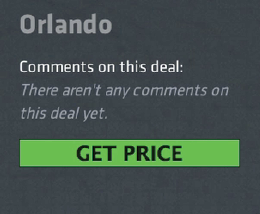 Orlando
Comments on this deal:
There aren't any comments on
this deal yet.
GET PRICE